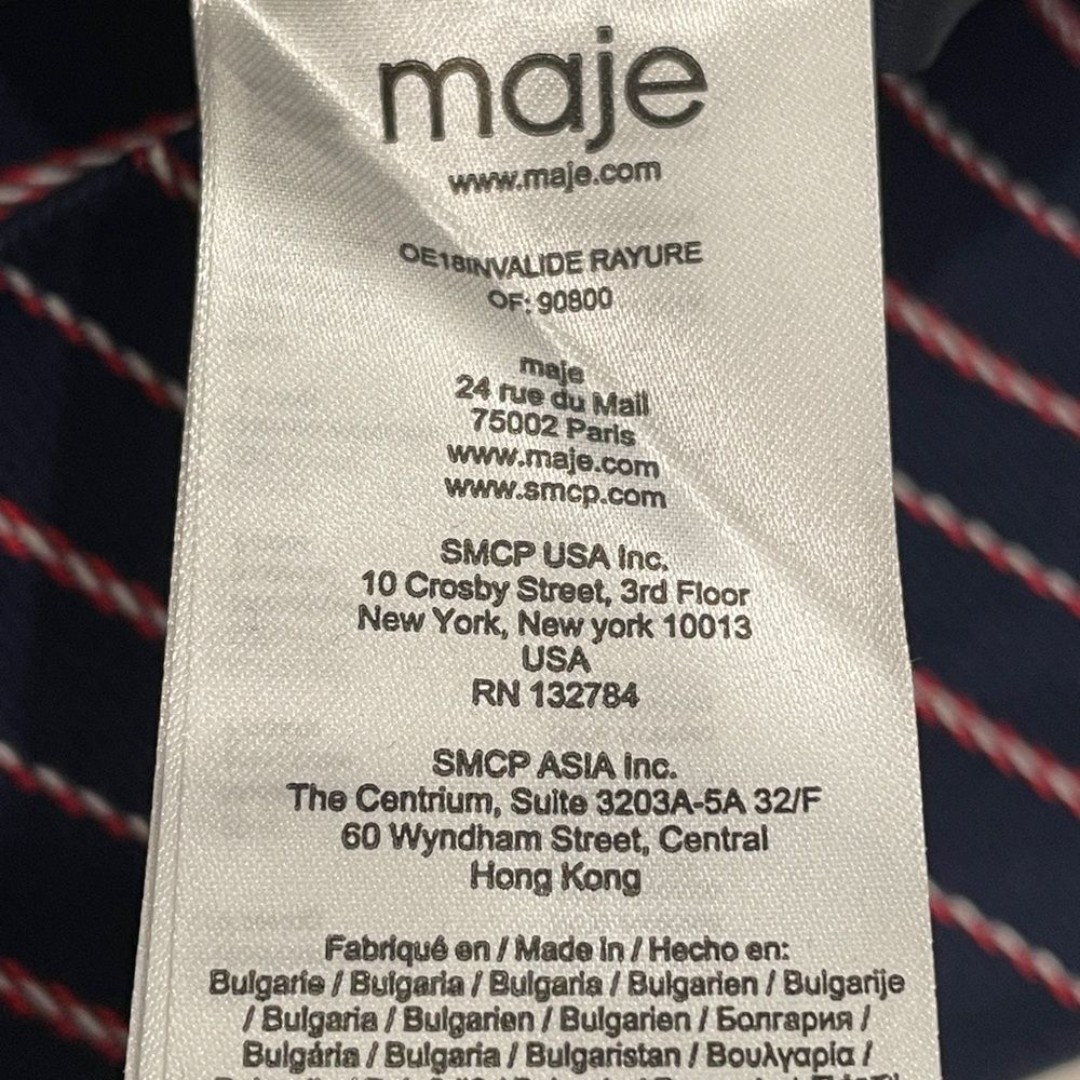 maje
www.maje.com
OE18INVALIDE RAYURE
OF: 90800
maje
24 rue du Mail
75002 Paris
www.maje.com
www.smcp.com
SMCP USA Inc.
10 Crosby Street, 3rd Floor
New York, New york 10013
USA
RN 132784
SMCP ASIA Inc.
The Centrium, Suite 3203A-5A 32/F
60 Wyndham Street, Central
Hong Kong
Fabriqué en / Made in / Hecho en:
Bulgarie / Bulgaria / Bulgaria / Bulgarien / Bulgarije
/ Bulgaria / Bulgarien / Bulgarien / Болгария /
Bulgária / Bulgaria / Bulgaristan / Βουλγαρία /